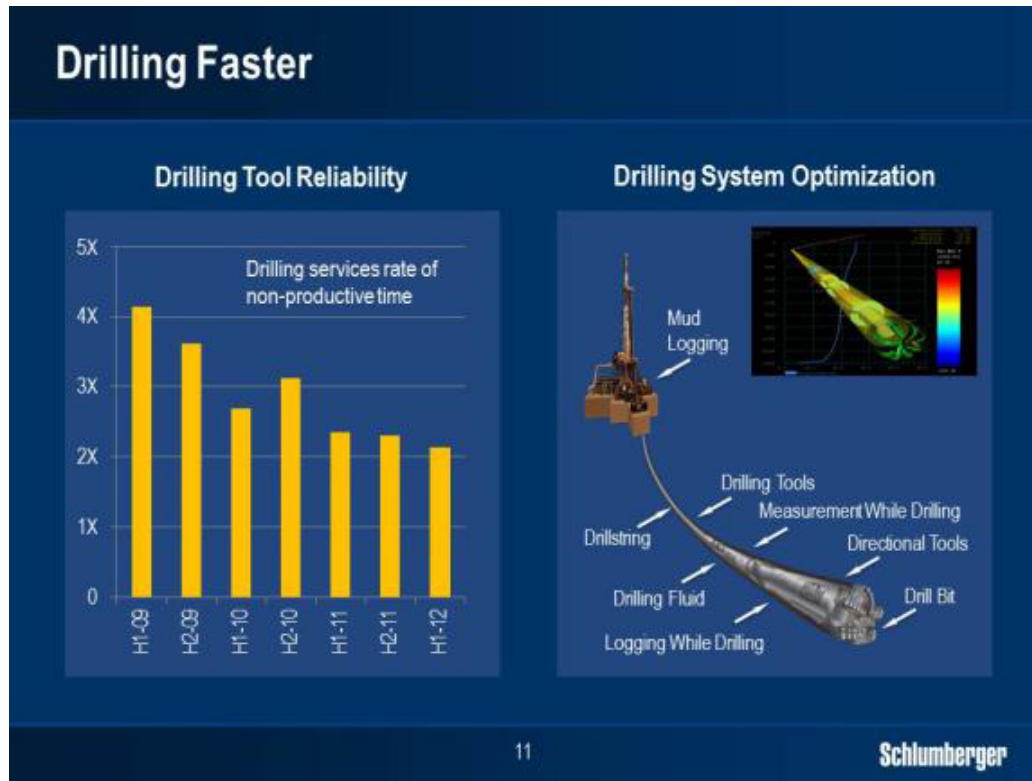 Drilling Faster
Drilling Tool Reliability
5X
4X
3X
2X
1X
0
Drilling services rate of
non-productive time
H1-09
H2-09
H1-10
H2-10
H1-11
H2-11
H1-12
Drilling System Optimization
Mud
Logging
Drilling Tools
Measurement While Drilling
Drillstring
Directional Tools
Drilling Fluid
Drill Bit
Logging While Drilling
11
Schlumberger